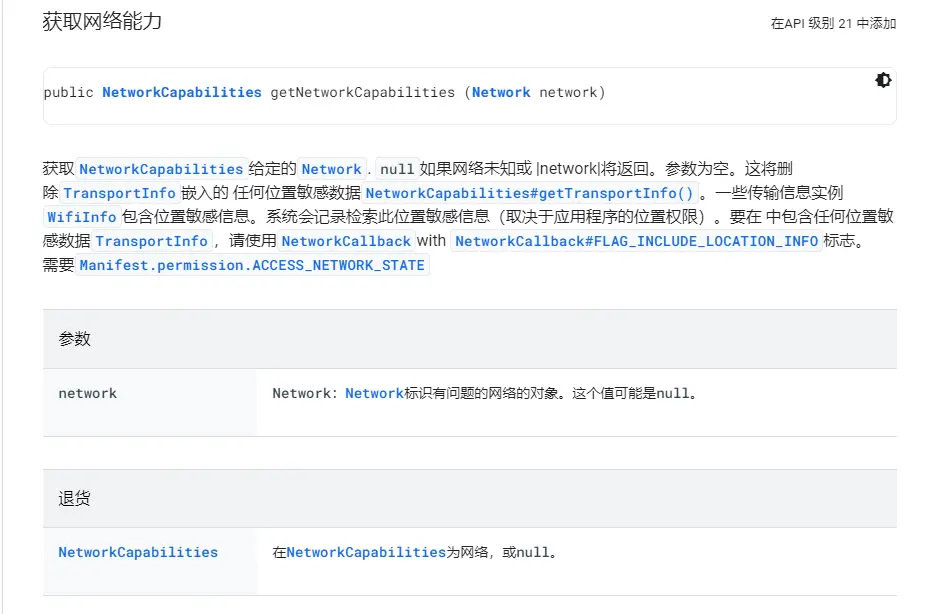 获取网络能力
在API 级别 21 中添加
public NetworkCapabilities getNetworkCapabilities (Network network)
获取 NetworkCapabilities 给定的 Network . null 如果网络未知或 |network|将返回。参数为空。这将删
除 TransportInfo 嵌入的 任何位置敏感数据 NetworkCapabilities#getTransportInfo() 。一些传输信息实例
WifiInfo 包含位置敏感信息。系统会记录检索此位置敏感信息（取决于应用程序的位置权限）。要在 中包含任何位置敏
感数据 TransportInfo ，请使用 NetworkCallback with NetworkCallback#FLAG_INCLUDE_LOCATION_INFO 标志。
需要 Manifest.permission.ACCESS_NETWORK_STATE
参数
network
Network: Network标识有问题的网络的对象。这个值可能是null。
退货
NetworkCapabilities
在NetworkCapabilities为网络，或null。